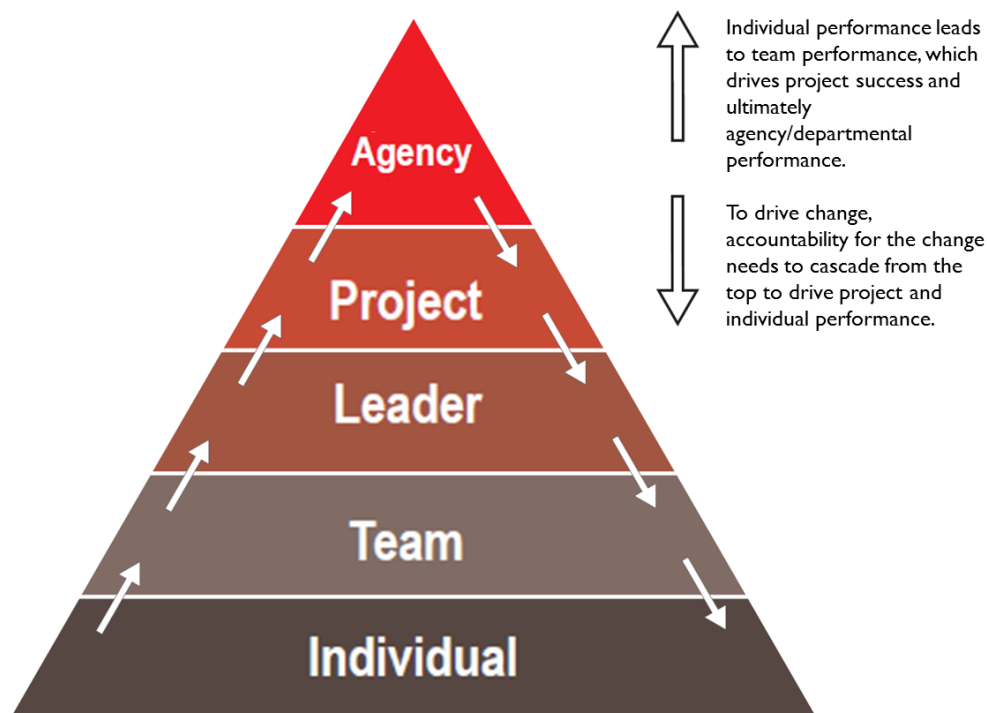 Agency
Project
Leader
Team
Individual
Individual performance leads
to team performance, which
drives project success and
ultimately
agency/departmental
performance.
To drive change,
accountability for the change
needs to cascade from the
top to drive project and
individual performance.